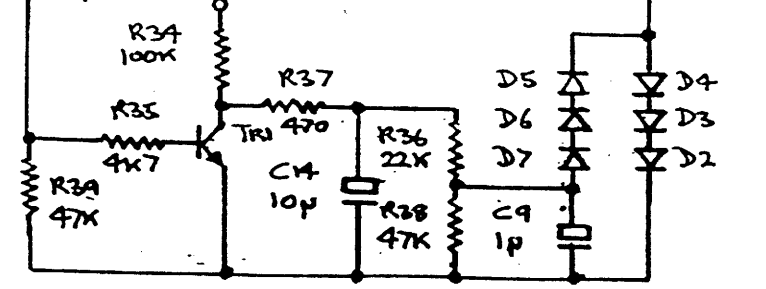 R34
100K
R37
470
R35
4K7
TR1
R39
47K
C14
10µ
R36
22K
R38
47K
C9
1µ
D5
D6
D7
D4
D3
D2